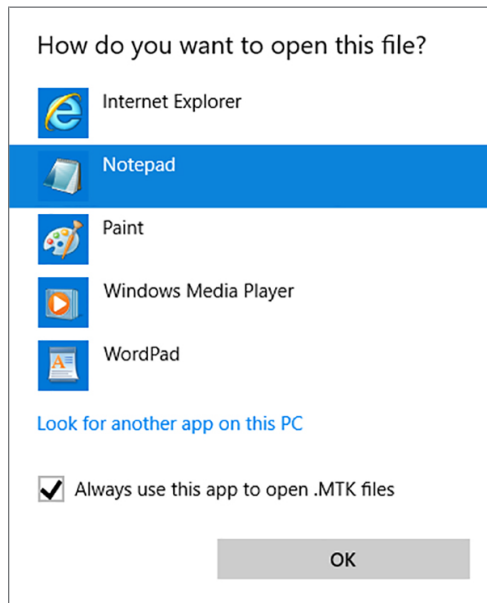 How do you want to open this file?
Internet Explorer
Notepad
Paint
Windows Media Player
WordPad
Look for another app on this PC
Always use this app to open .MTK files
OK